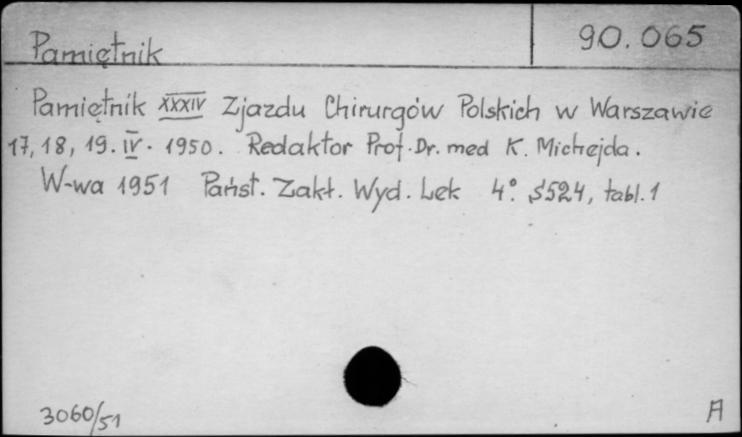 Pamiętnik
90.065
Pamiętnik XXXIV Zjazdu Chirurgów Polskich w Warszawie
17, 18, 19. IV. 1950. Redaktor Prof. Dr. med K. Michejda.
W-wa 1951 Państ. Zakł. Wyd. Lek 4° S524, tabl. 1
3060/51
A